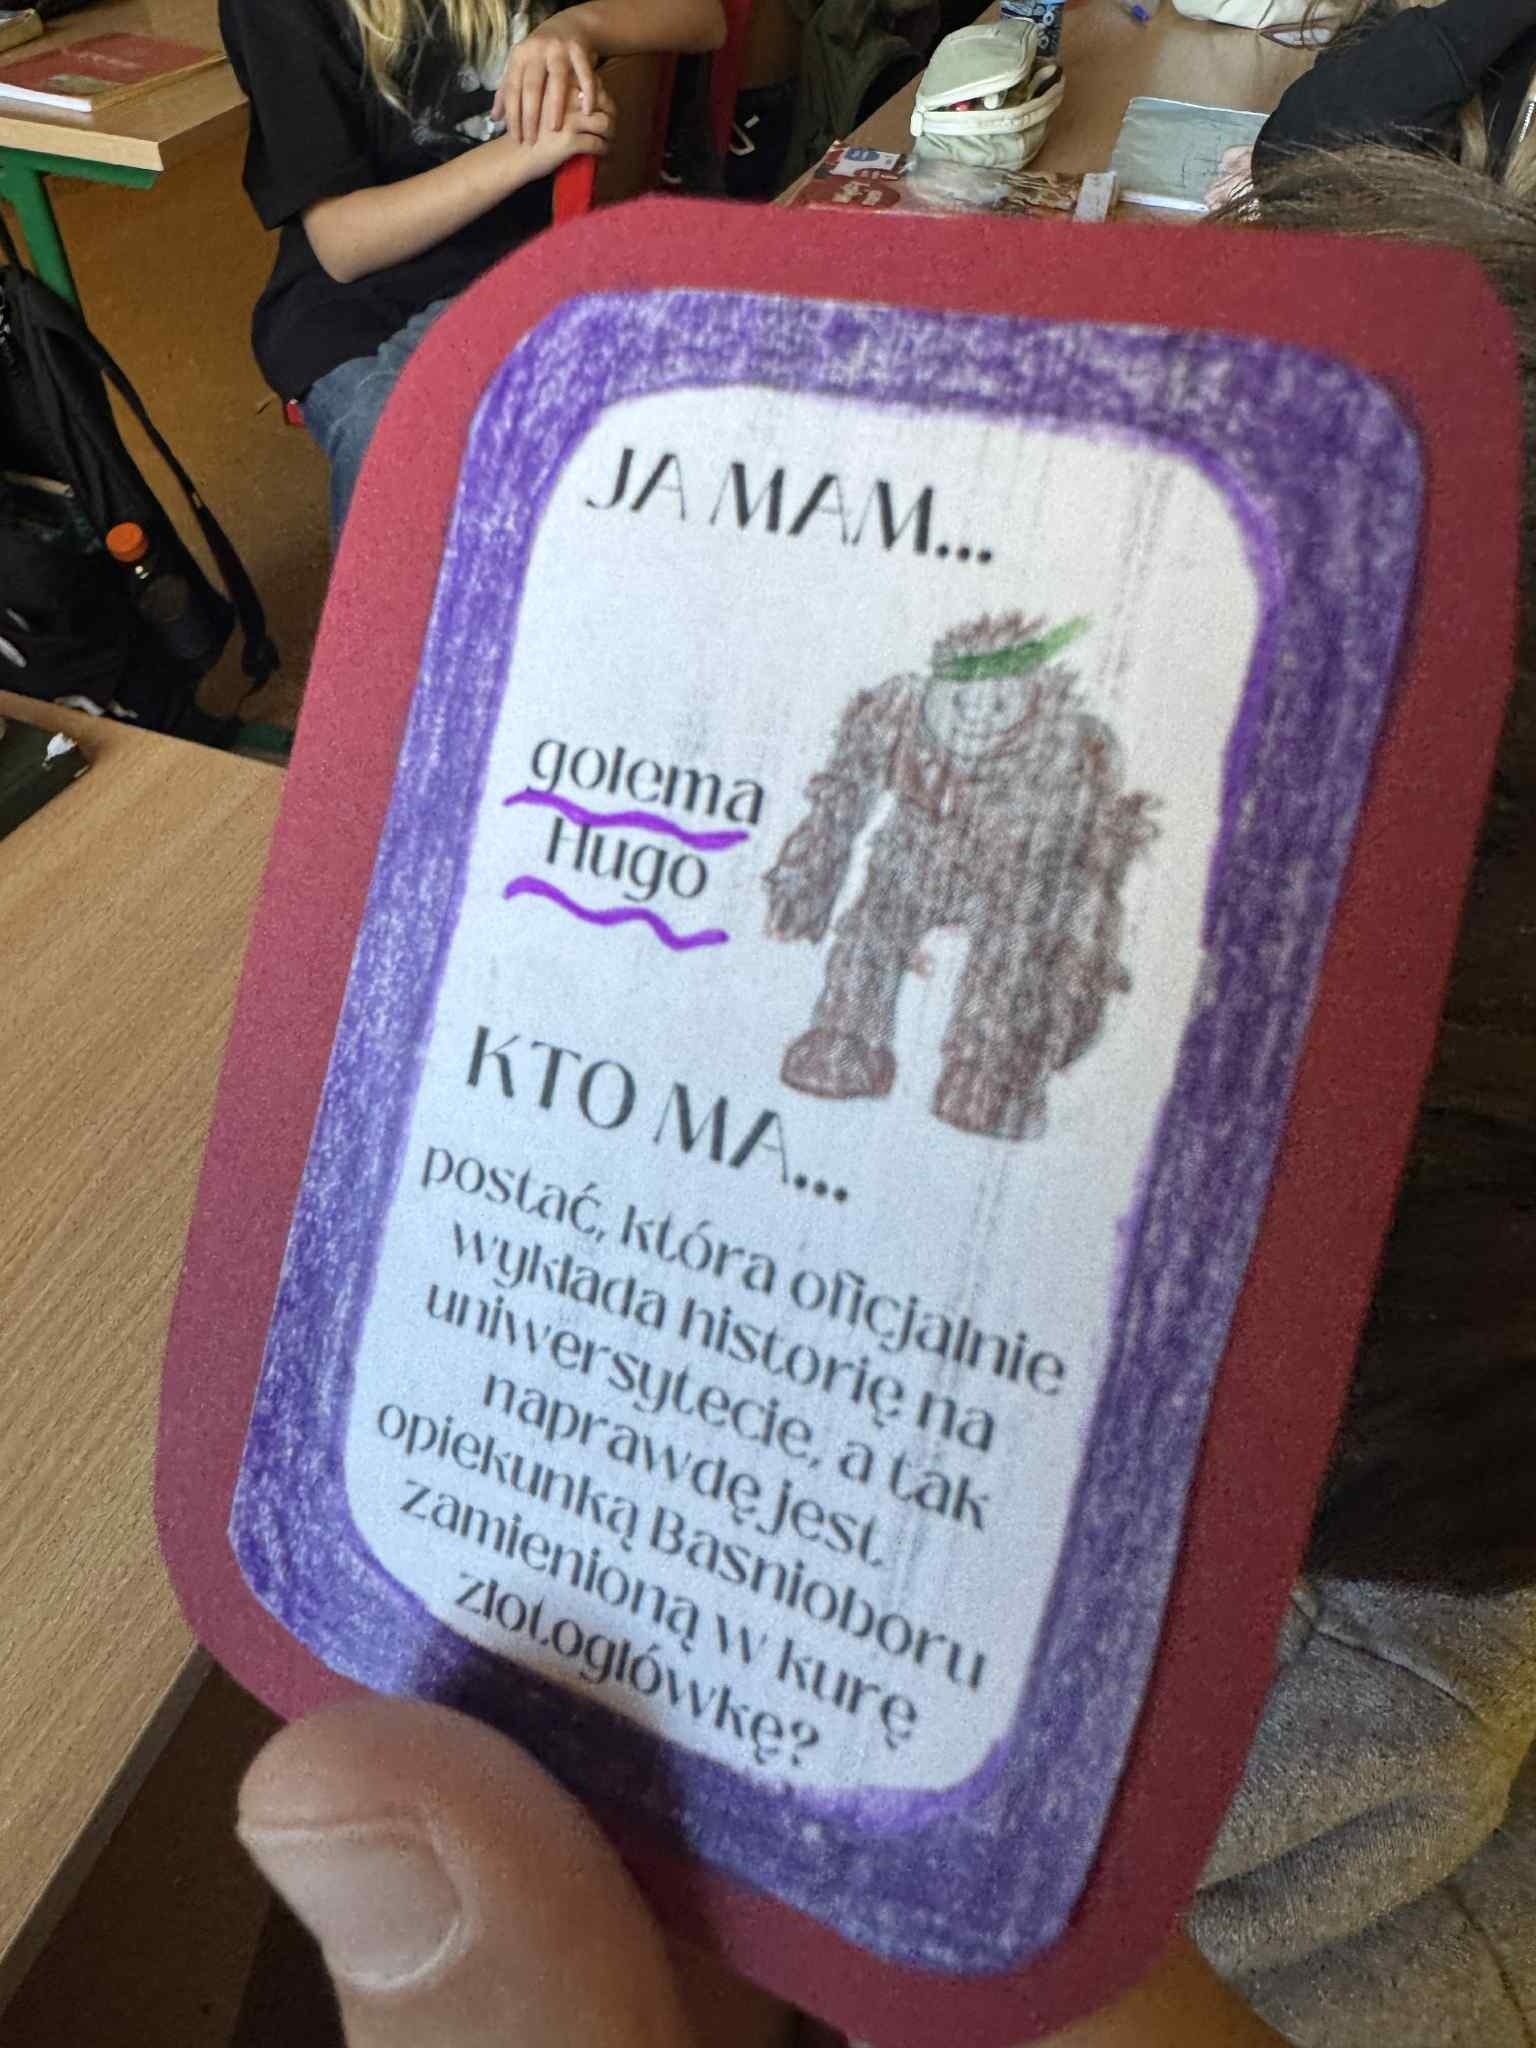 JA MAM...
golema
Hugo
KTO MA...
postać, która oficjalnie
wykłada historię na
uniwersytecie, a tak
naprawdę jest
opiekunką Baśnioboru
zamienioną w kurę
złotogłówkę?